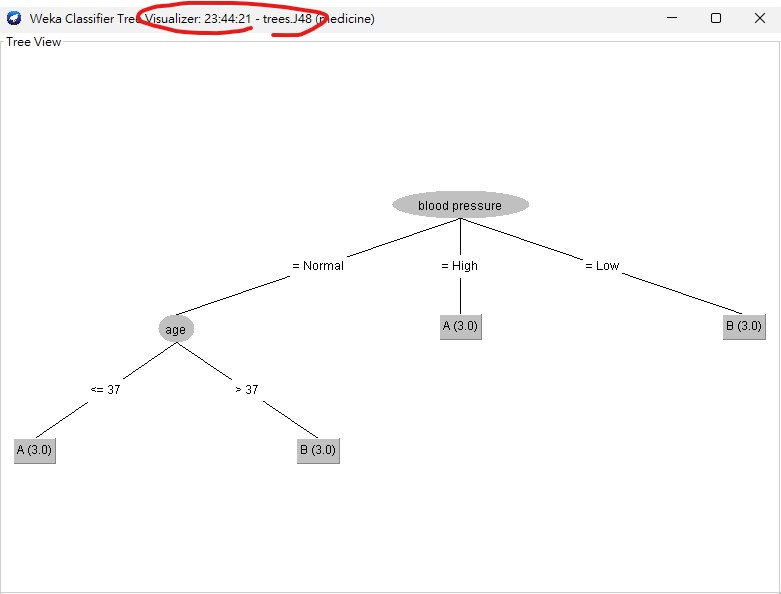 Weka Classifier Tree Visualizer: 23:44:21 - trees.J48 (medicine)
Tree View
blood pressure
= Normal
= High
= Low
age
A (3.0)
B (3.0)
<= 37
> 37
A (3.0)
B (3.0)